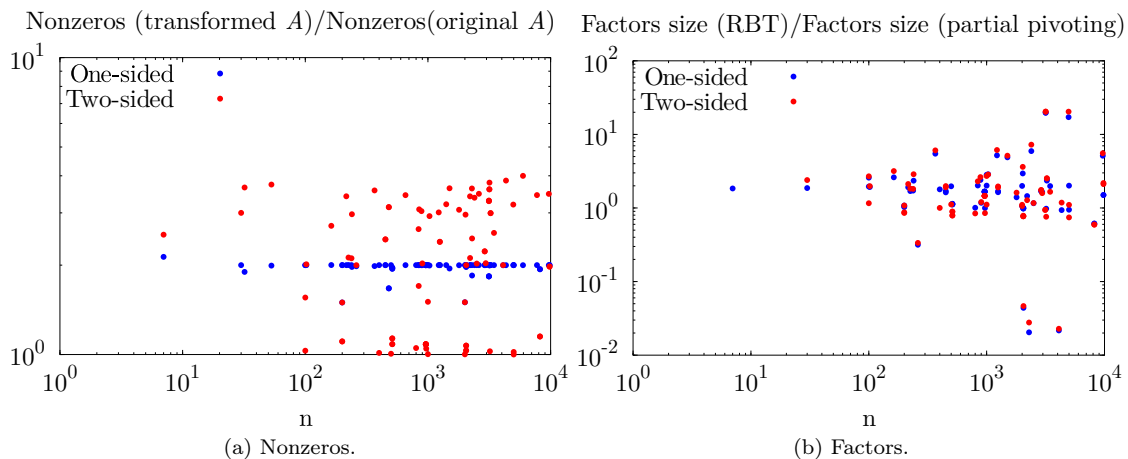 Nonzeros (transformed A)/Nonzeros(original A)
10^1
One-sided
Two-sided
10^0
10^0 10^1 10^2 10^3 10^4
n
(a) Nonzeros.
Factors size (RBT)/Factors size (partial pivoting)
10^2
One-sided
Two-sided
10^1
10^0
10^-1
10^-2
10^0 10^1 10^2 10^3 10^4
n
(b) Factors.